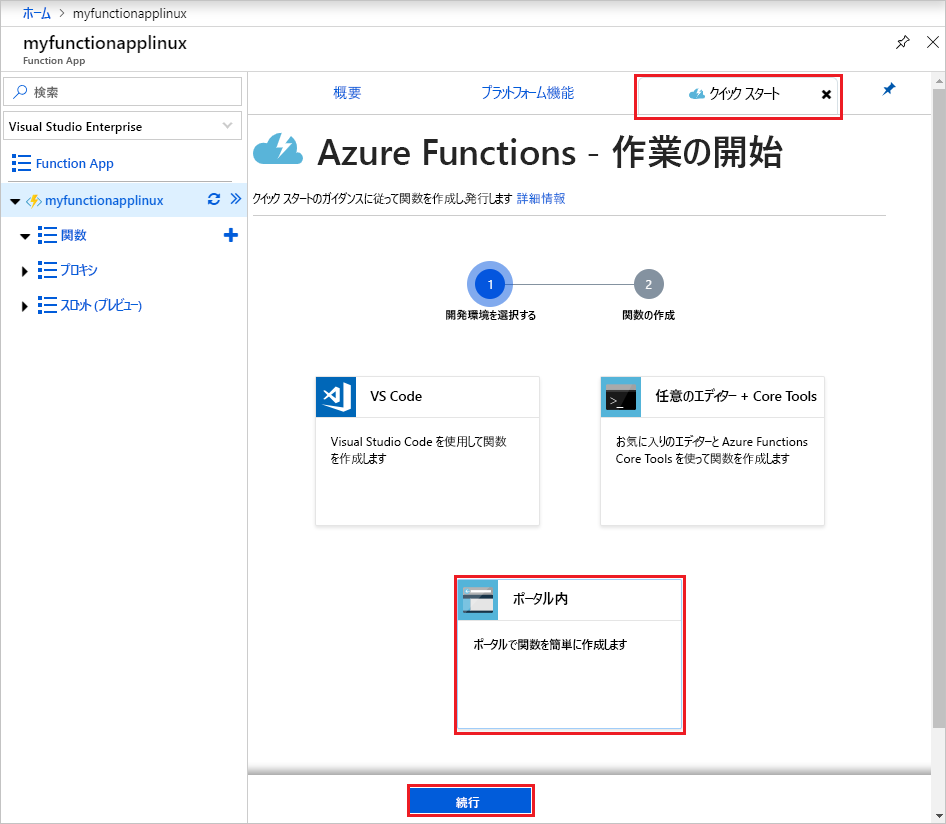 ホーム > myfunctionapplinux
myfunctionapplinux
Function App
検索
Visual Studio Enterprise
Function App
myfunctionapplinux
関数
プロキシ
スロット (プレビュー)
概要
プラットフォーム機能
クイック スタート
Azure Functions - 作業の開始
クイック スタートのガイダンスに従って関数を作成し発行します 詳細情報
1
2
開発環境を選択する
関数の作成
VS Code
Visual Studio Code を使用して関数
を作成します
任意のエディター + Core Tools
お気に入りのエディターと Azure Functions
Core Tools を使って関数を作成します
ポータル内
ポータルで関数を簡単に作成します
続行